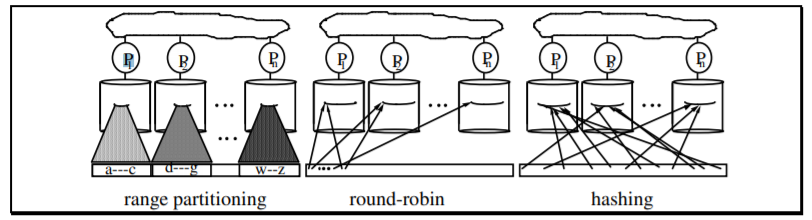 P1 P2 Pn P1 P2 Pn P1 P2 Pn
... ... ...
...
a---c d---g w--z ...
range partitioning round-robin hashing